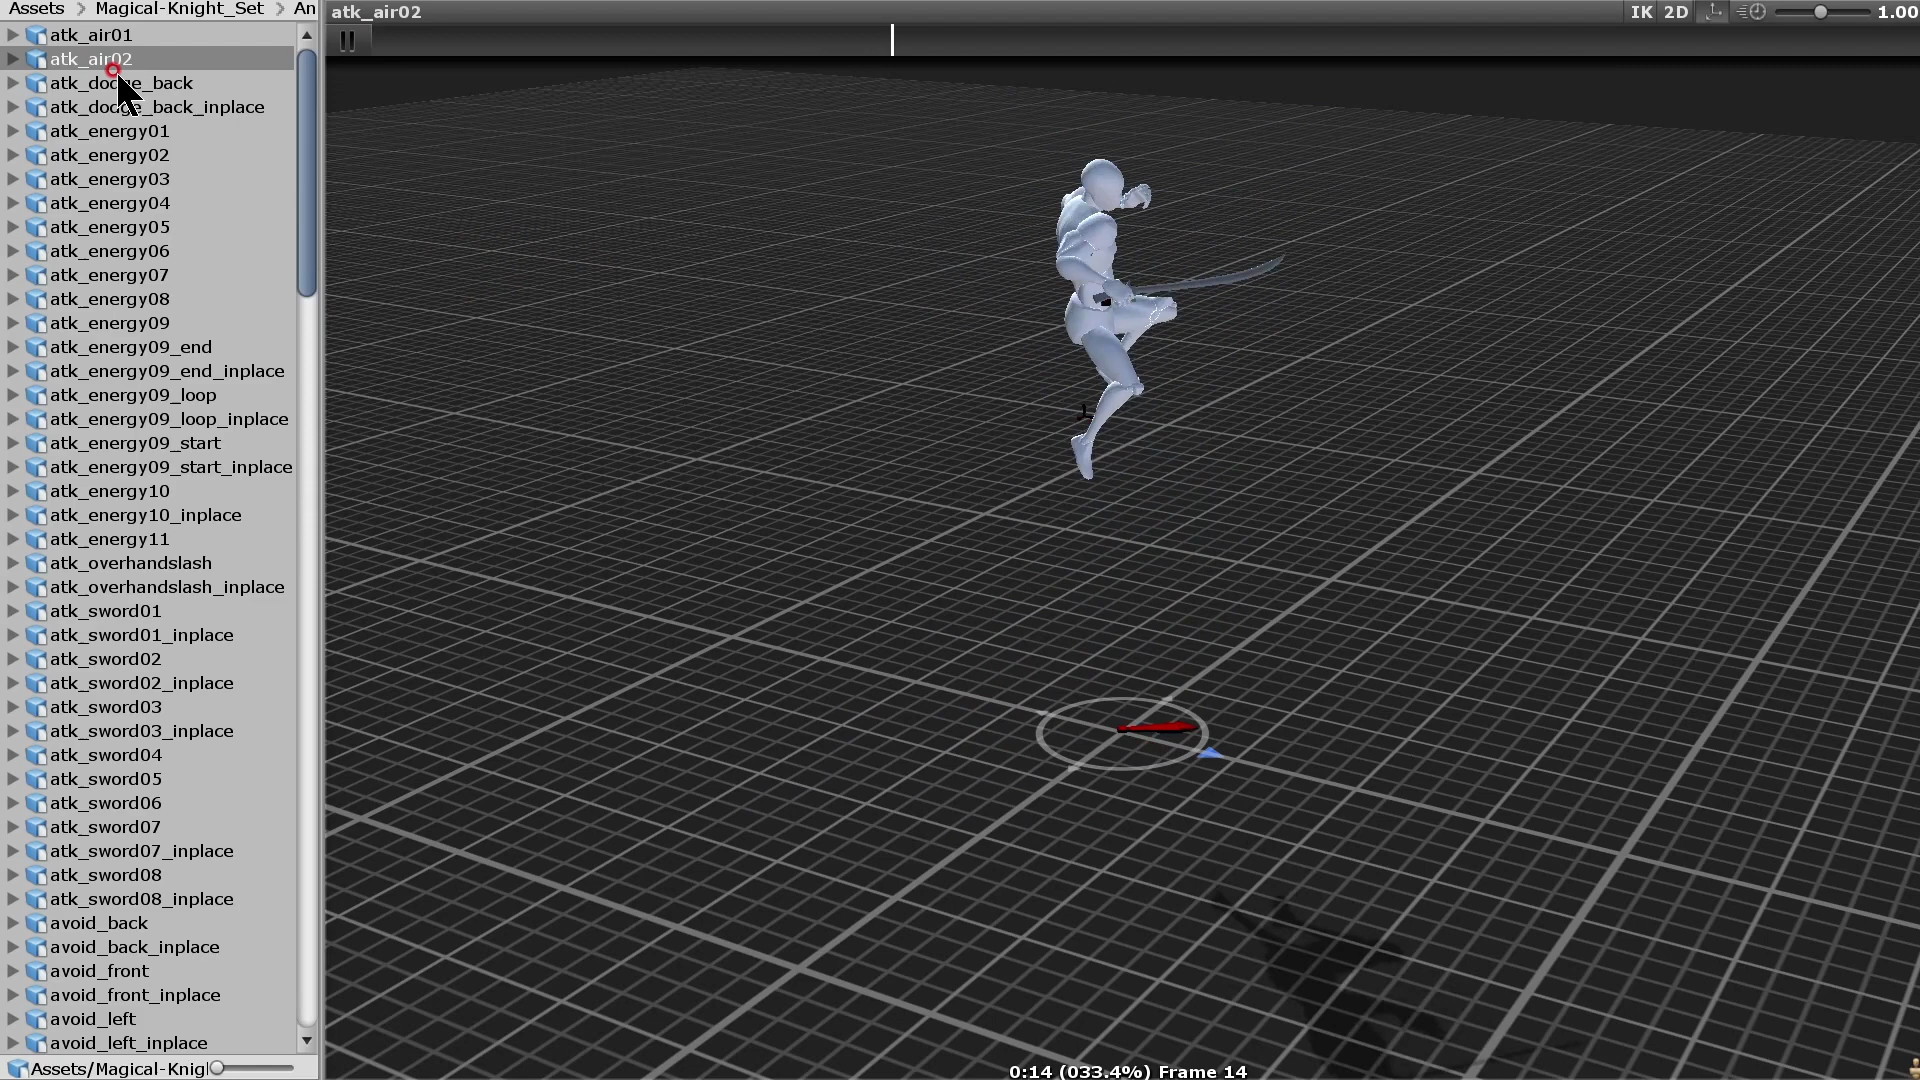 Assets > Magical-Knight_Set > An
atk_air01
atk_air02
atk_dodge_back
atk_dodge_back_inplace
atk_energy01
atk_energy02
atk_energy03
atk_energy04
atk_energy05
atk_energy06
atk_energy07
atk_energy08
atk_energy09
atk_energy09_end
atk_energy09_end_inplace
atk_energy09_loop
atk_energy09_loop_inplace
atk_energy09_start
atk_energy09_start_inplace
atk_energy10
atk_energy10_inplace
atk_energy11
atk_overhandslash
atk_overhandslash_inplace
atk_sword01
atk_sword01_inplace
atk_sword02
atk_sword02_inplace
atk_sword03
atk_sword03_inplace
atk_sword04
atk_sword05
atk_sword06
atk_sword07
atk_sword07_inplace
atk_sword08
atk_sword08_inplace
avoid_back
avoid_back_inplace
avoid_front
avoid_front_inplace
avoid_left
avoid_left_inplace
Assets/Magical-Knig
atk_air02
IK 2D 1.00
0:14 (033.4%) Frame 14